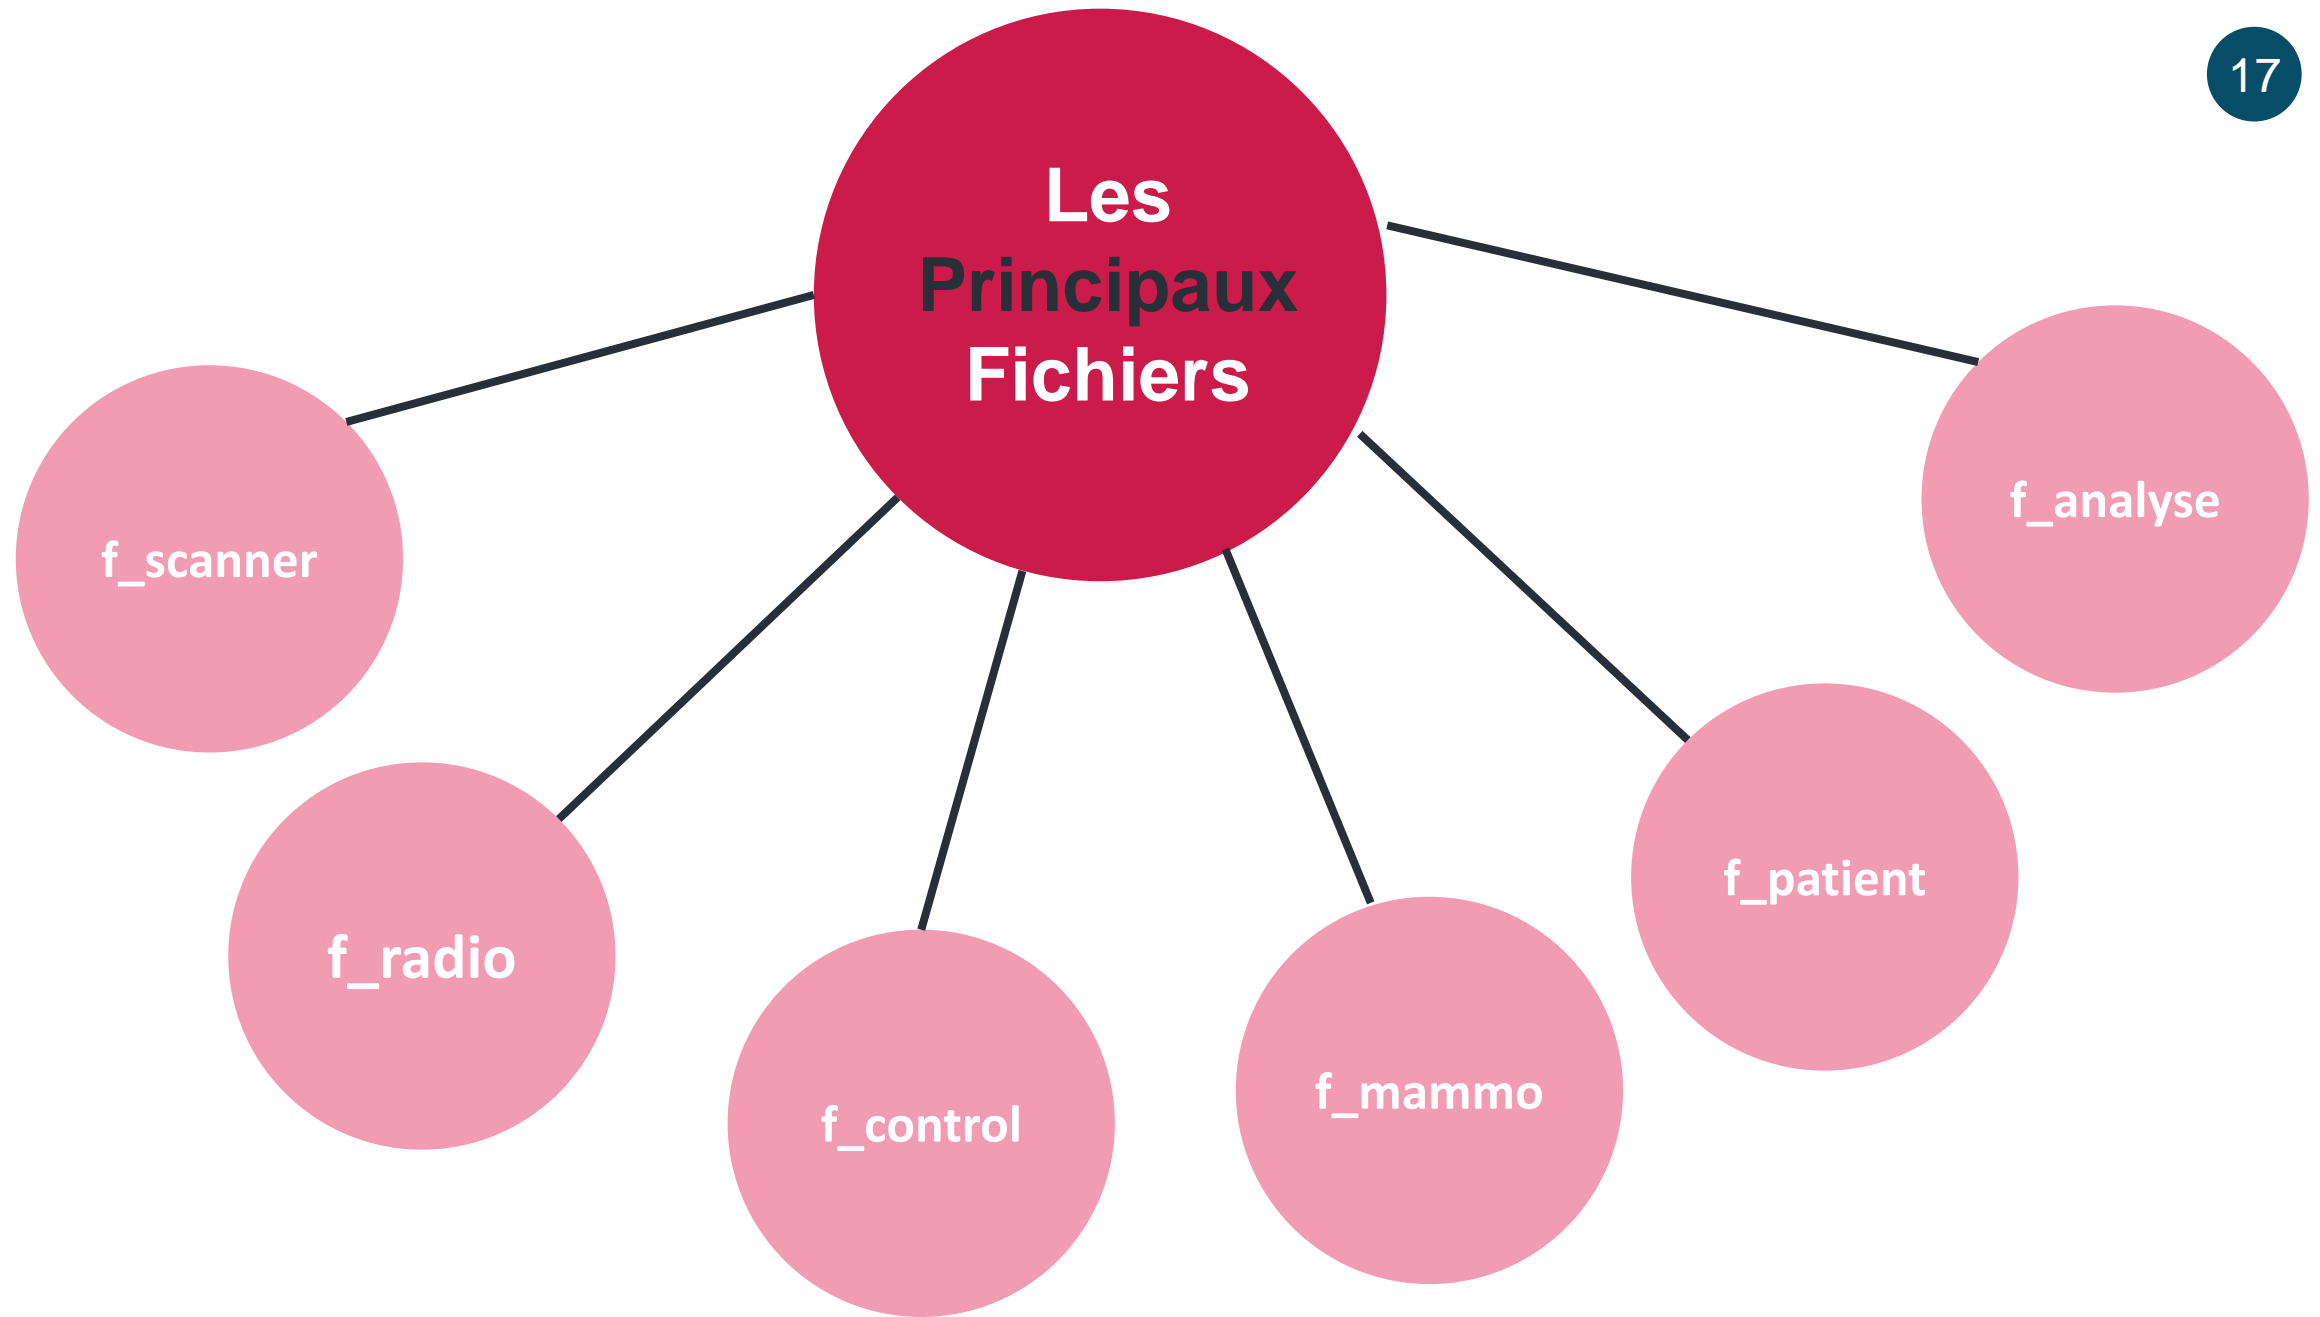 17
Les
Principaux
Fichiers
f_analyse
f_scanner
f_patient
f_radio
f_mammo
f_control